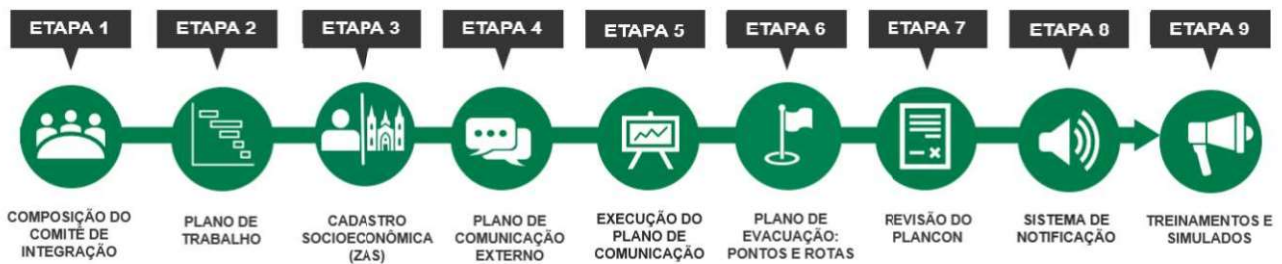 ETAPA 1
ETAPA 2
ETAPA 3
ETAPA 4
ETAPA 5
ETAPA 6
ETAPA 7
ETAPA 8
ETAPA 9
COMPOSIÇÃO DO
COMITÊ DE
INTEGRAÇÃO
PLANO DE
TRABALHO
CADASTRO
SOCIOECONÔMICA
(ZAS)
PLANO DE
COMUNICAÇÃO
EXTERNO
EXECUÇÃO DO
PLANO DE
COMUNICAÇÃO
PLANO DE
EVACUAÇÃO:
PONTOS E ROTAS
REVISÃO DO
PLANCON
SISTEMA DE
NOTIFICAÇÃO
TREINAMENTOS E
SIMULADOS